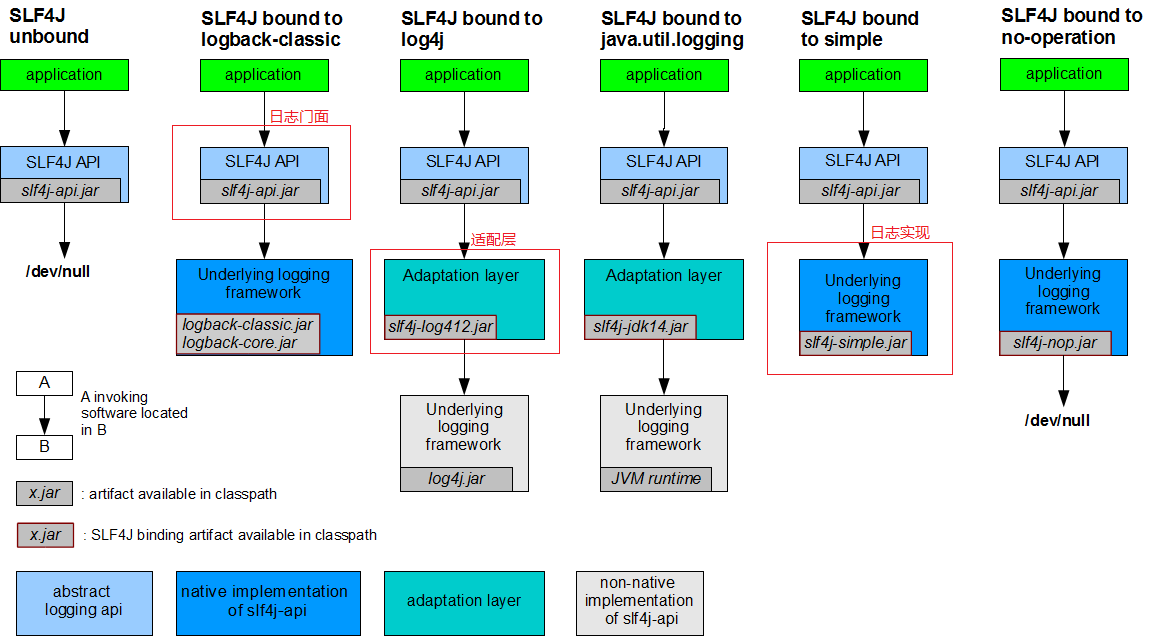 SLF4J
unbound
SLF4J bound to
logback-classic
SLF4J bound to
log4j
SLF4J bound to
java.util.logging
SLF4J bound
to simple
SLF4J bound to
no-operation
application
application
application
application
application
application
日志门面
SLF4J API
slf4j-api.jar
SLF4J API
slf4j-api.jar
SLF4J API
slf4j-api.jar
SLF4J API
slf4j-api.jar
SLF4J API
slf4j-api.jar
SLF4J API
slf4j-api.jar
适配层
日志实现
/dev/null
Underlying logging
framework
logback-classic.jar
logback-core.jar
Adaptation layer
slf4j-log412.jar
Adaptation layer
slf4j-jdk14.jar
Underlying
logging
framework
slf4j-simple.jar
Underlying
logging
framework
slf4j-nop.jar
A
B
A invoking
software located
in B
Underlying
logging
framework
log4j.jar
Underlying
logging
framework
JVM runtime
/dev/null
x.jar
: artifact available in classpath
x.jar
: SLF4J binding artifact available in classpath
abstract
logging api
native implementation
of slf4j-api
adaptation layer
non-native
implementation
of slf4j-api